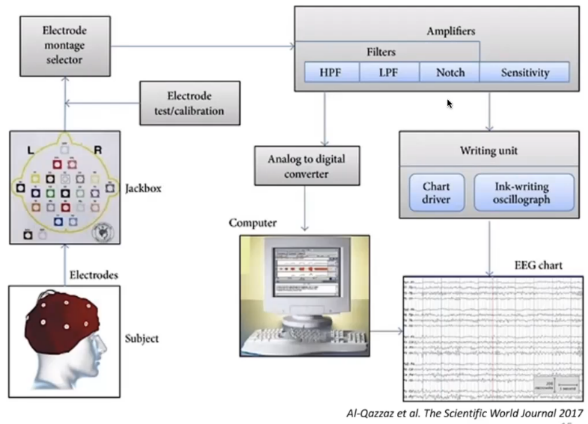 Electrode
montage
selector
Amplifiers
Filters
HPF
LPF
Notch
Sensitivity
Electrode
test/calibration
L
R
Jackbox
Analog to digital
converter
Writing unit
Chart
driver
Ink-writing
oscillograph
Computer
Electrodes
EEG chart
Subject
Al-Qazzaz et al. The Scientific World Journal 2017